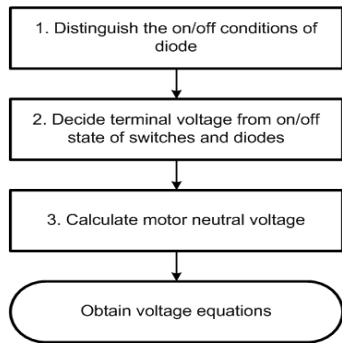 1. Distinguish the on/off conditions of
diode
2. Decide terminal voltage from on/off
state of switches and diodes
3. Calculate motor neutral voltage
Obtain voltage equations